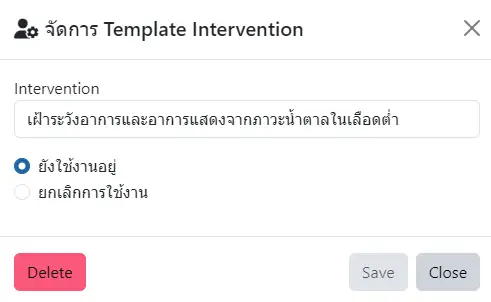 จัดการ Template Intervention
Intervention
เฝ้าระวังอาการและอาการแสดงจากภาวะน้ำตาลในเลือดต่ำ
ยังใช้งานอยู่
ยกเลิกการใช้งาน
Delete Save Close